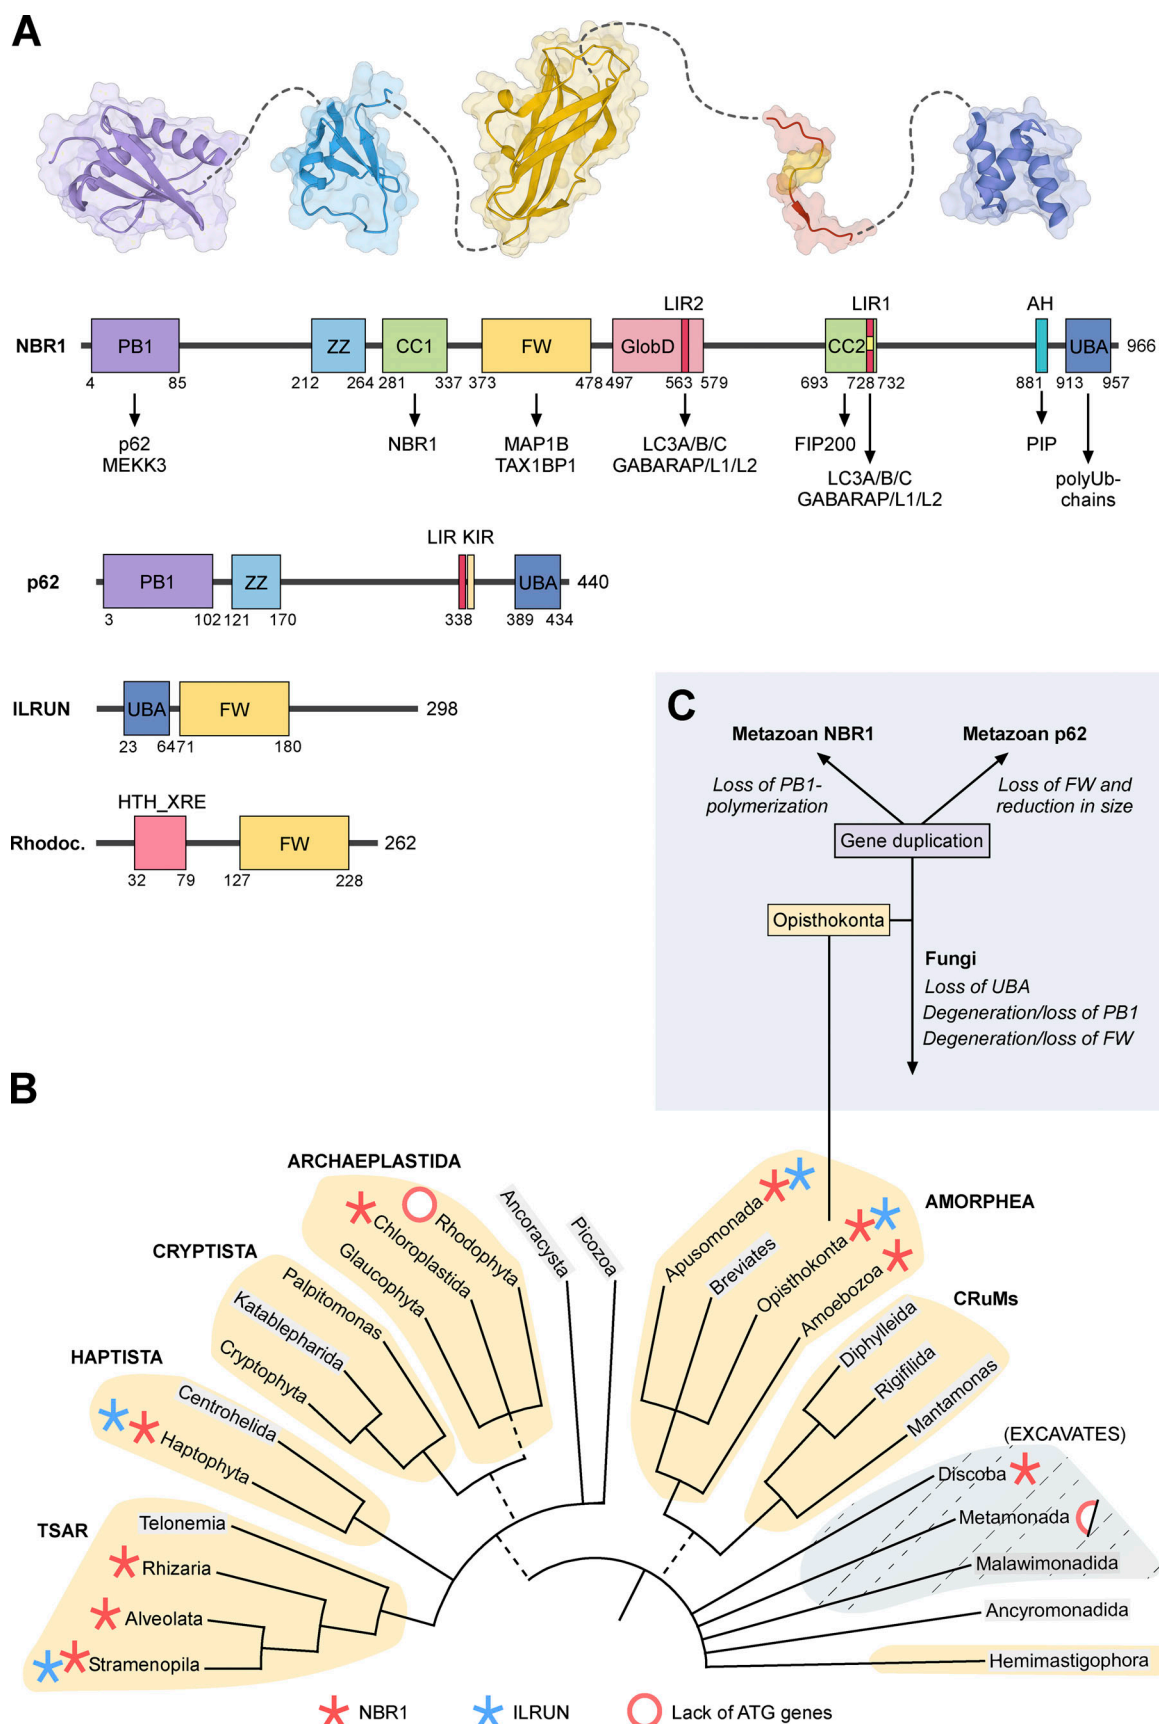 A
LIR2
LIR1
AH
NBR1
PB1
ZZ
CC1
FW
GlobD
CC2
UBA
966
4
85
212
264
281
337
373
478
497
563
579
693
728
732
881
913
957
p62
MEKK3
NBR1
MAP1B
TAX1BP1
LC3A/B/C
GABARAP/L1/L2
FIP200
LC3A/B/C
GABARAP/L1/L2
PIP
polyUb-
chains
LIR KIR
p62
PB1
ZZ
UBA
440
3
102
121
170
338
389
434
ILRUN
UBA
FW
298
23
64
71
180
HTH_XRE
Rhodoc.
FW
262
32
79
127
228
C
Metazoan NBR1
Metazoan p62
Loss of PB1-
polymerization
Loss of FW and
reduction in size
Gene duplication
Opisthokonta
Fungi
Loss of UBA
Degeneration/loss of PB1
Degeneration/loss of FW
B
ARCHAEPLASTIDA
CRYPTISTA
HAPTISTA
TSAR
AMORPHEA
CRuMs
(EXCAVATES)
Stramenopila
Alveolata
Rhizaria
Telonemia
Haptophyta
Centrohelida
Cryptophyta
Katablepharida
Palpitomonas
Glaucophyta
Chloroplastida
Rhodophyta
Ancoracysta
Picozoa
Apusomonada
Breviates
Opisthokonta
Amoebozoa
Diphylleida
Rigifilida
Mantamonas
Discoba
Metamonada
Malawimonadida
Ancyromonadida
Hemimastigophora
NBR1
ILRUN
Lack of ATG genes